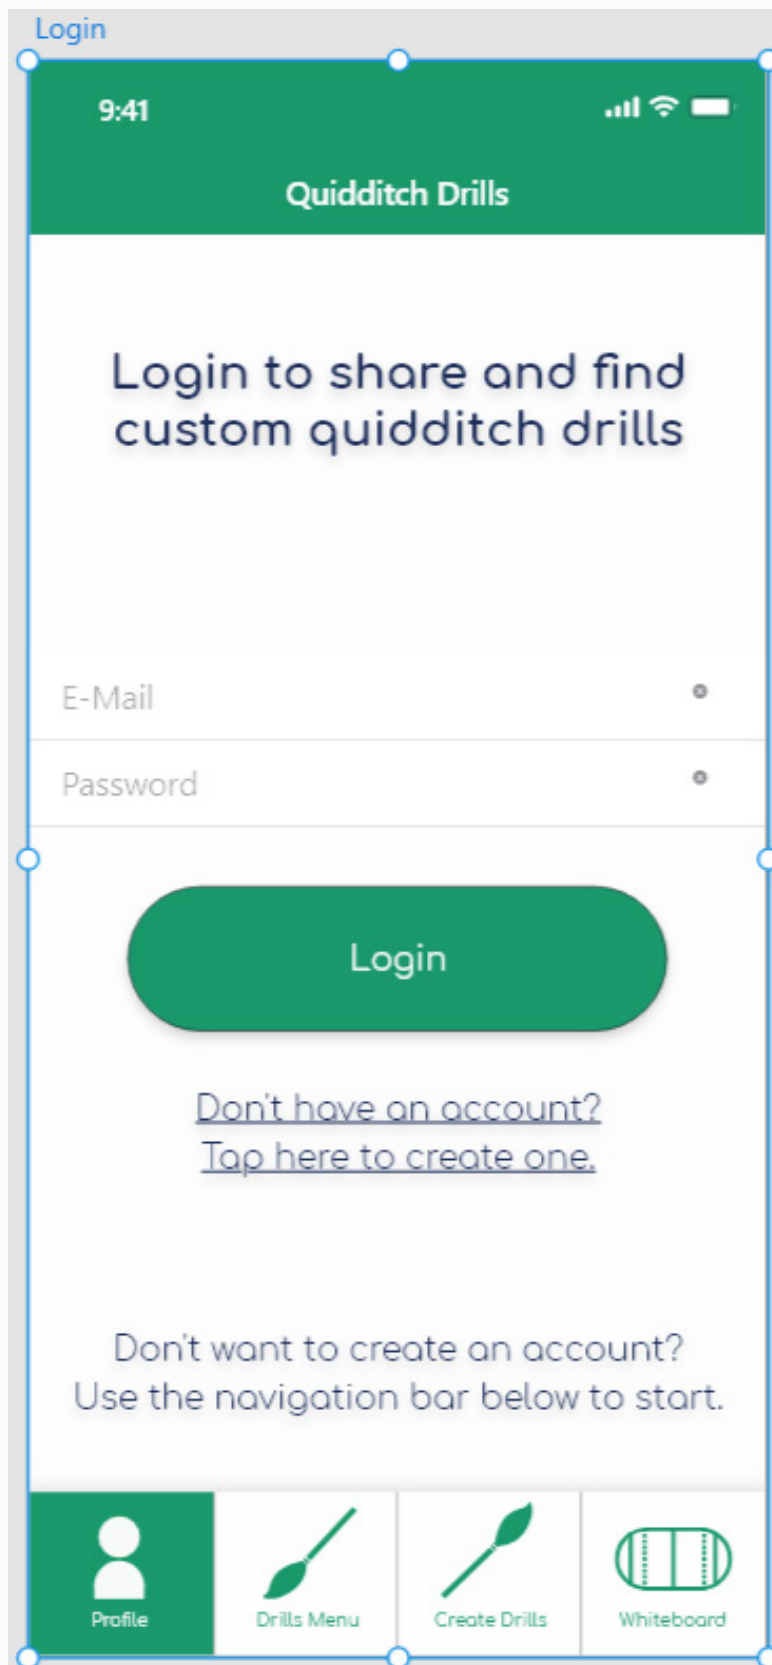 Login
9:41
Quidditch Drills
Login to share and find
custom quidditch drills
E-Mail
Password
Login
Don't have an account?
Tap here to create one.
Don't want to create an account?
Use the navigation bar below to start.
Profile
Drills Menu
Create Drills
Whiteboard